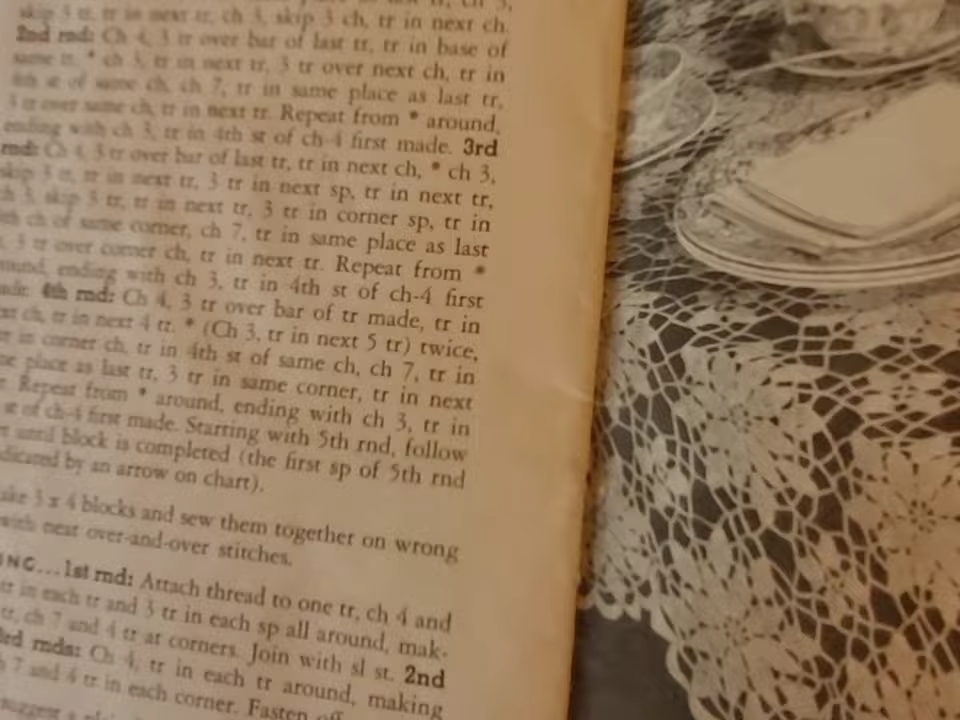 skip 3 tr, ch 3, skip 3 ch, tr in next ch.
2nd rnd: Ch 4, 3 tr over bar of last tr, tr in base of
same tr. * ch 3, tr in next tr, 3 tr over next ch, tr in
4th st of same ch, ch 7, tr in same place as last tr,
3 tr over same ch, tr in next tr. Repeat from * around,
ending with ch 3, tr in 4th st of ch-4 first made. 3rd
rnd: Ch 4, 3 tr over bar of last tr, tr in next ch, * ch 3,
skip 3 tr, tr in next tr, 3 tr in next sp, tr in next tr,
ch 3, skip 3 tr, tr in next tr, 3 tr in corner sp, tr in
4th ch of same corner, ch 7, tr in same place as last
3 tr over corner ch, tr in next tr. Repeat from *
ending with ch 3, tr in 4th st of ch-4 first
4th rnd: Ch 4, 3 tr over bar of tr made, tr in
ch, tr in next 4 tr. * (Ch 3, tr in next 5 tr) twice,
in corner ch, tr in 4th st of same ch, ch 7, tr in
place as last tr, 3 tr in same corner, tr in next
Repeat from * around, ending with ch 3, tr in
st of ch-4 first made. Starting with 5th rnd, follow
until block is completed (the first sp of 5th rnd
dicated by an arrow on chart).
ake 3 x 4 blocks and sew them together on wrong
with neat over-and-over stitches.
ING...1st rnd: Attach thread to one tr, ch 4 and
tr in each tr and 3 tr in each sp all around, mak-
tr, ch 7 and 4 tr at corners. Join with sl st. 2nd
3rd rnds: Ch 4, tr in each tr around, making
7 and 4 tr in each corner. Fasten off.